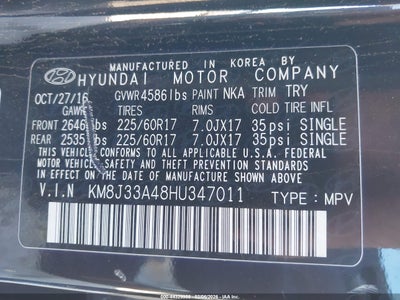 MANUFACTURED IN KOREA BY
HYUNDAI MOTOR COMPANY
OCT/27/16 GVWR4586lbs PAINT NKA TRIM TRY
GAWR TIRES RIMS COLD TIRE INFL
FRONT 2646lbs 225/60R17 7.0JX17 35psi SINGLE
REAR 2535lbs 225/60R17 7.0JX17 35psi SINGLE
THIS VEHICLE CONFORMS TO ALL APPLICABLE U.S.A. FEDERAL
MOTOR VEHICLE SAFETY AND THEFT PREVENTION STANDARDS
IN EFFECT ON THE DATE OF MANUFACTURE SHOWN ABOVE
V.I.N KM8J33A48HU347011 TYPE : MPV